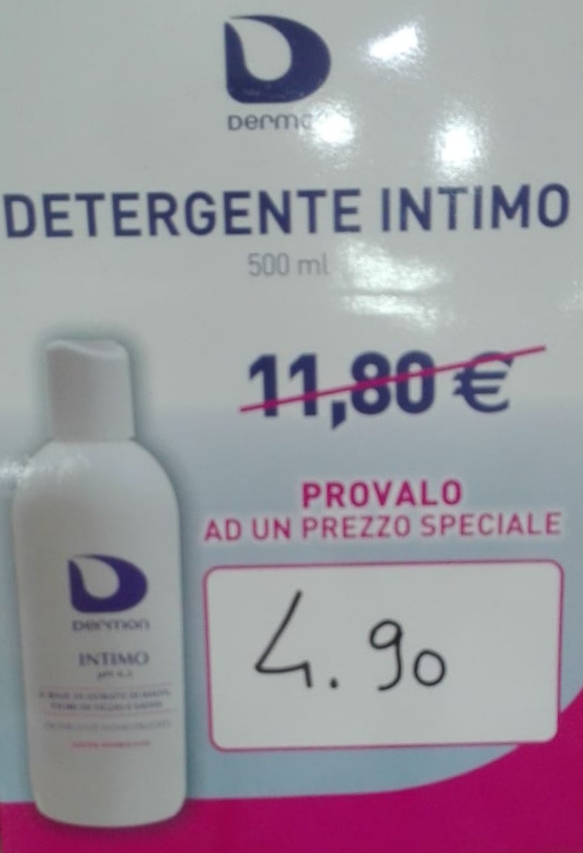 Dermo
DETERGENTE INTIMO
500 ml
11,80 €
PROVALO
AD UN PREZZO SPECIALE
4.90
Dermon
INTIMO